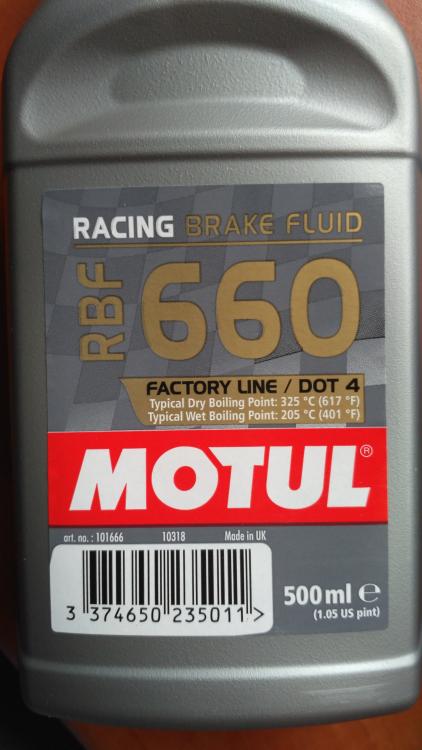 RACING BRAKE FLUID
RBF 660
FACTORY LINE / DOT 4
Typical Dry Boiling Point: 325 °C (617 °F)
Typical Wet Boiling Point: 205 °C (401 °F)
MOTUL®
art. no. : 101666 10318 Made in UK
3 374650 235011 >
500 ml ℮
(1.05 US pint)